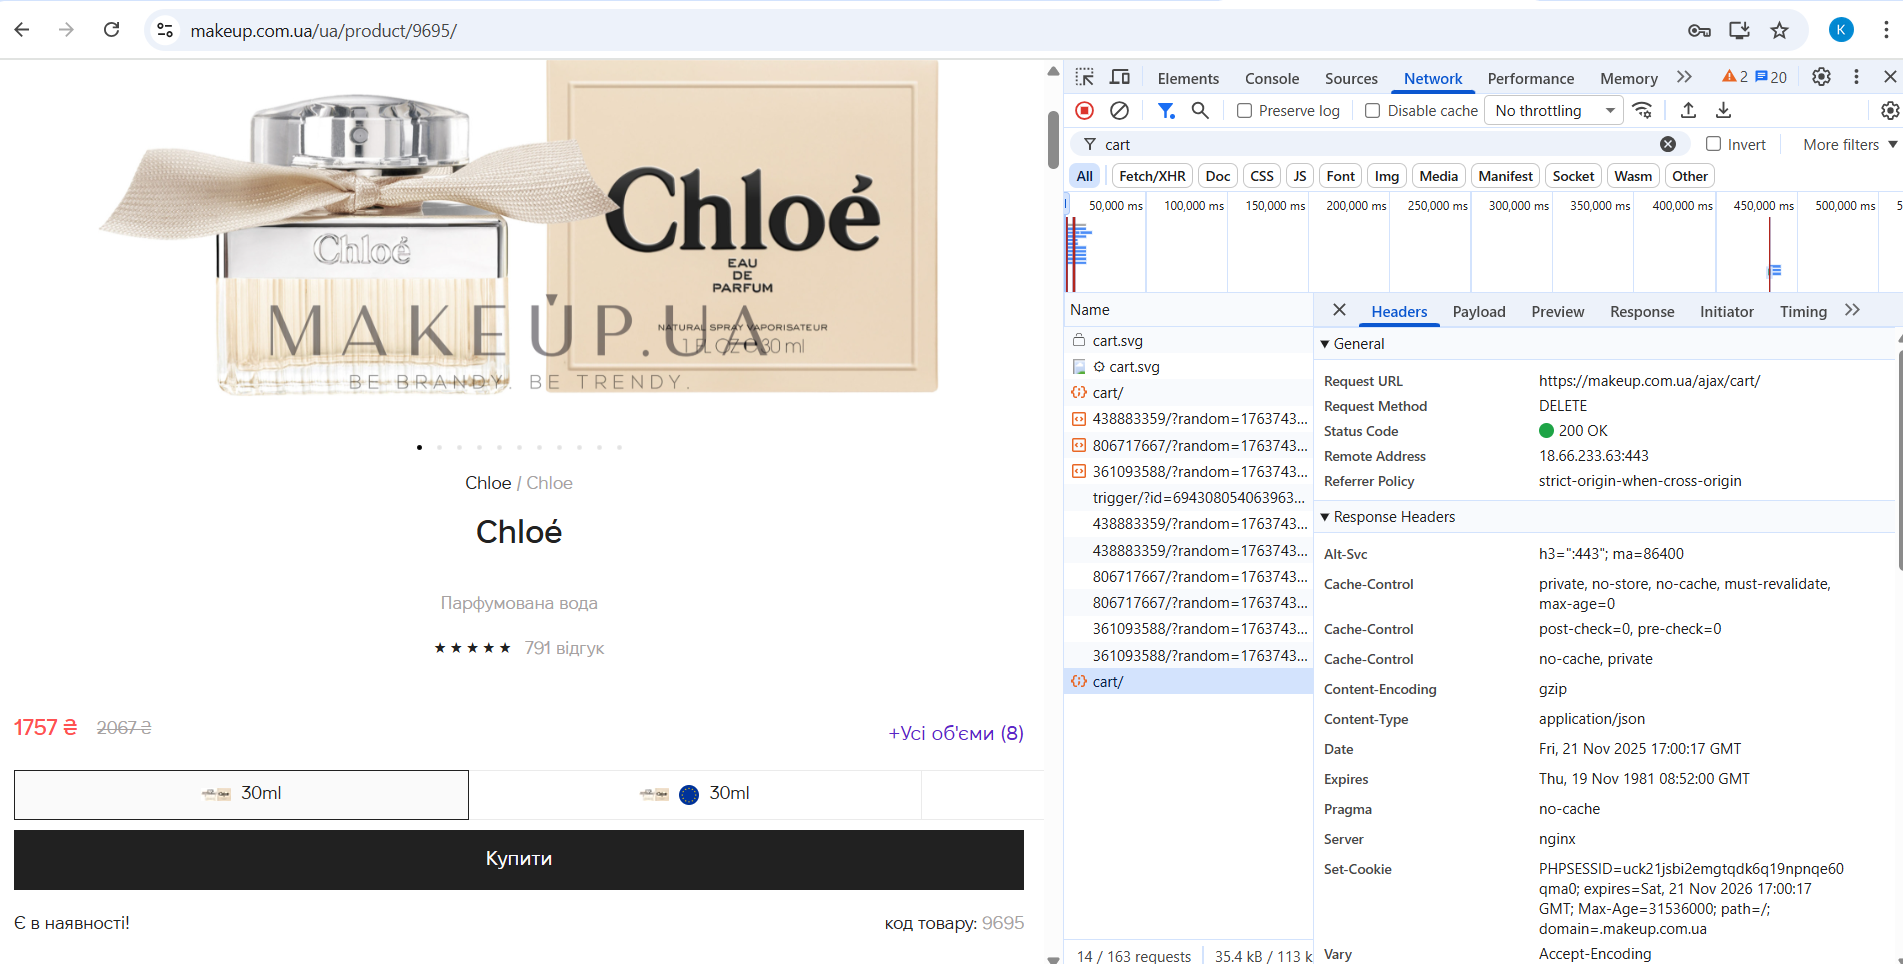 makeup.com.ua/ua/product/9695/
K
Chloé
Chloé
EAU
DE
PARFUM
NATURAL SPRAY VAPORISATEUR
1 FL OZ e 30 ml
MAKEUP.UA
BE BRANDY. BE TRENDY.
Chloe / Chloe
Chloé
Парфумована вода
★★★★★ 791 відгук
1757 ₴ 2067 ₴
+Усі об'єми (8)
30ml
30ml
Купити
Є в наявності!
код товару: 9695
Elements Console Sources Network Performance Memory 2 20
Preserve log Disable cache No throttling
cart Invert More filters
All Fetch/XHR Doc CSS JS Font Img Media Manifest Socket Wasm Other
50,000 ms 100,000 ms 150,000 ms 200,000 ms 250,000 ms 300,000 ms 350,000 ms 400,000 ms 450,000 ms 500,000 ms 5
Name
cart.svg
cart.svg
cart/
438883359/?random=1763743...
806717667/?random=1763743...
361093588/?random=1763743...
trigger/?id=694308054063963...
438883359/?random=1763743...
438883359/?random=1763743...
806717667/?random=1763743...
806717667/?random=1763743...
361093588/?random=1763743...
361093588/?random=1763743...
cart/
14 / 163 requests 35.4 kB / 113 k
Headers Payload Preview Response Initiator Timing
General
Request URL https://makeup.com.ua/ajax/cart/
Request Method DELETE
Status Code 200 OK
Remote Address 18.66.233.63:443
Referrer Policy strict-origin-when-cross-origin
Response Headers
Alt-Svc h3=":443"; ma=86400
Cache-Control private, no-store, no-cache, must-revalidate,
max-age=0
Cache-Control post-check=0, pre-check=0
Cache-Control no-cache, private
Content-Encoding gzip
Content-Type application/json
Date Fri, 21 Nov 2025 17:00:17 GMT
Expires Thu, 19 Nov 1981 08:52:00 GMT
Pragma no-cache
Server nginx
Set-Cookie PHPSESSID=uck21jsbi2emgtqdk6q19npnqe60
qma0; expires=Sat, 21 Nov 2026 17:00:17
GMT; Max-Age=31536000; path=/;
domain=.makeup.com.ua
Vary Accept-Encoding